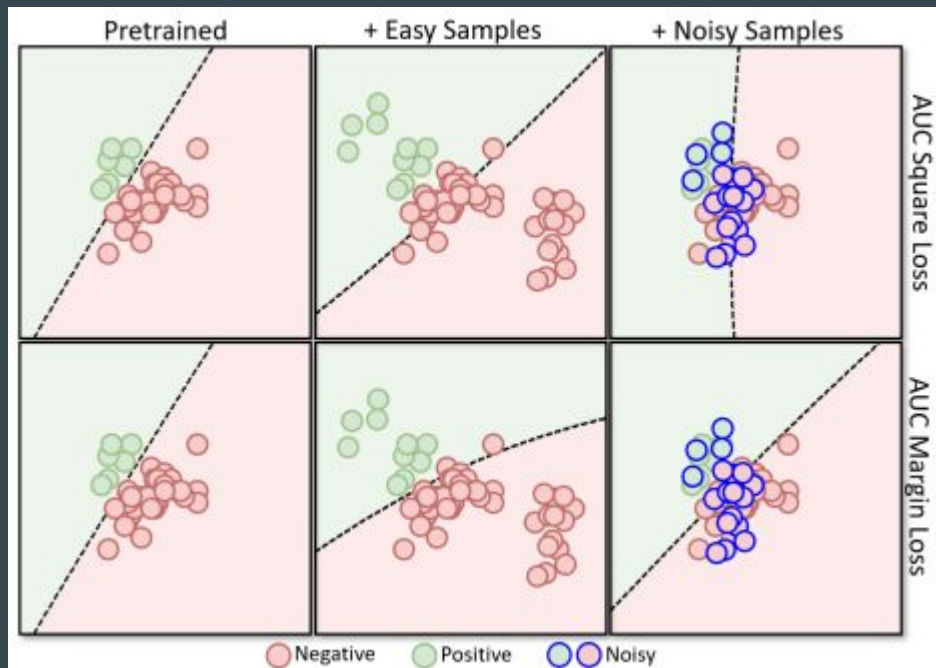 Pretrained
+ Easy Samples
+ Noisy Samples
AUC Square Loss
AUC Margin Loss
Negative
Positive
Noisy